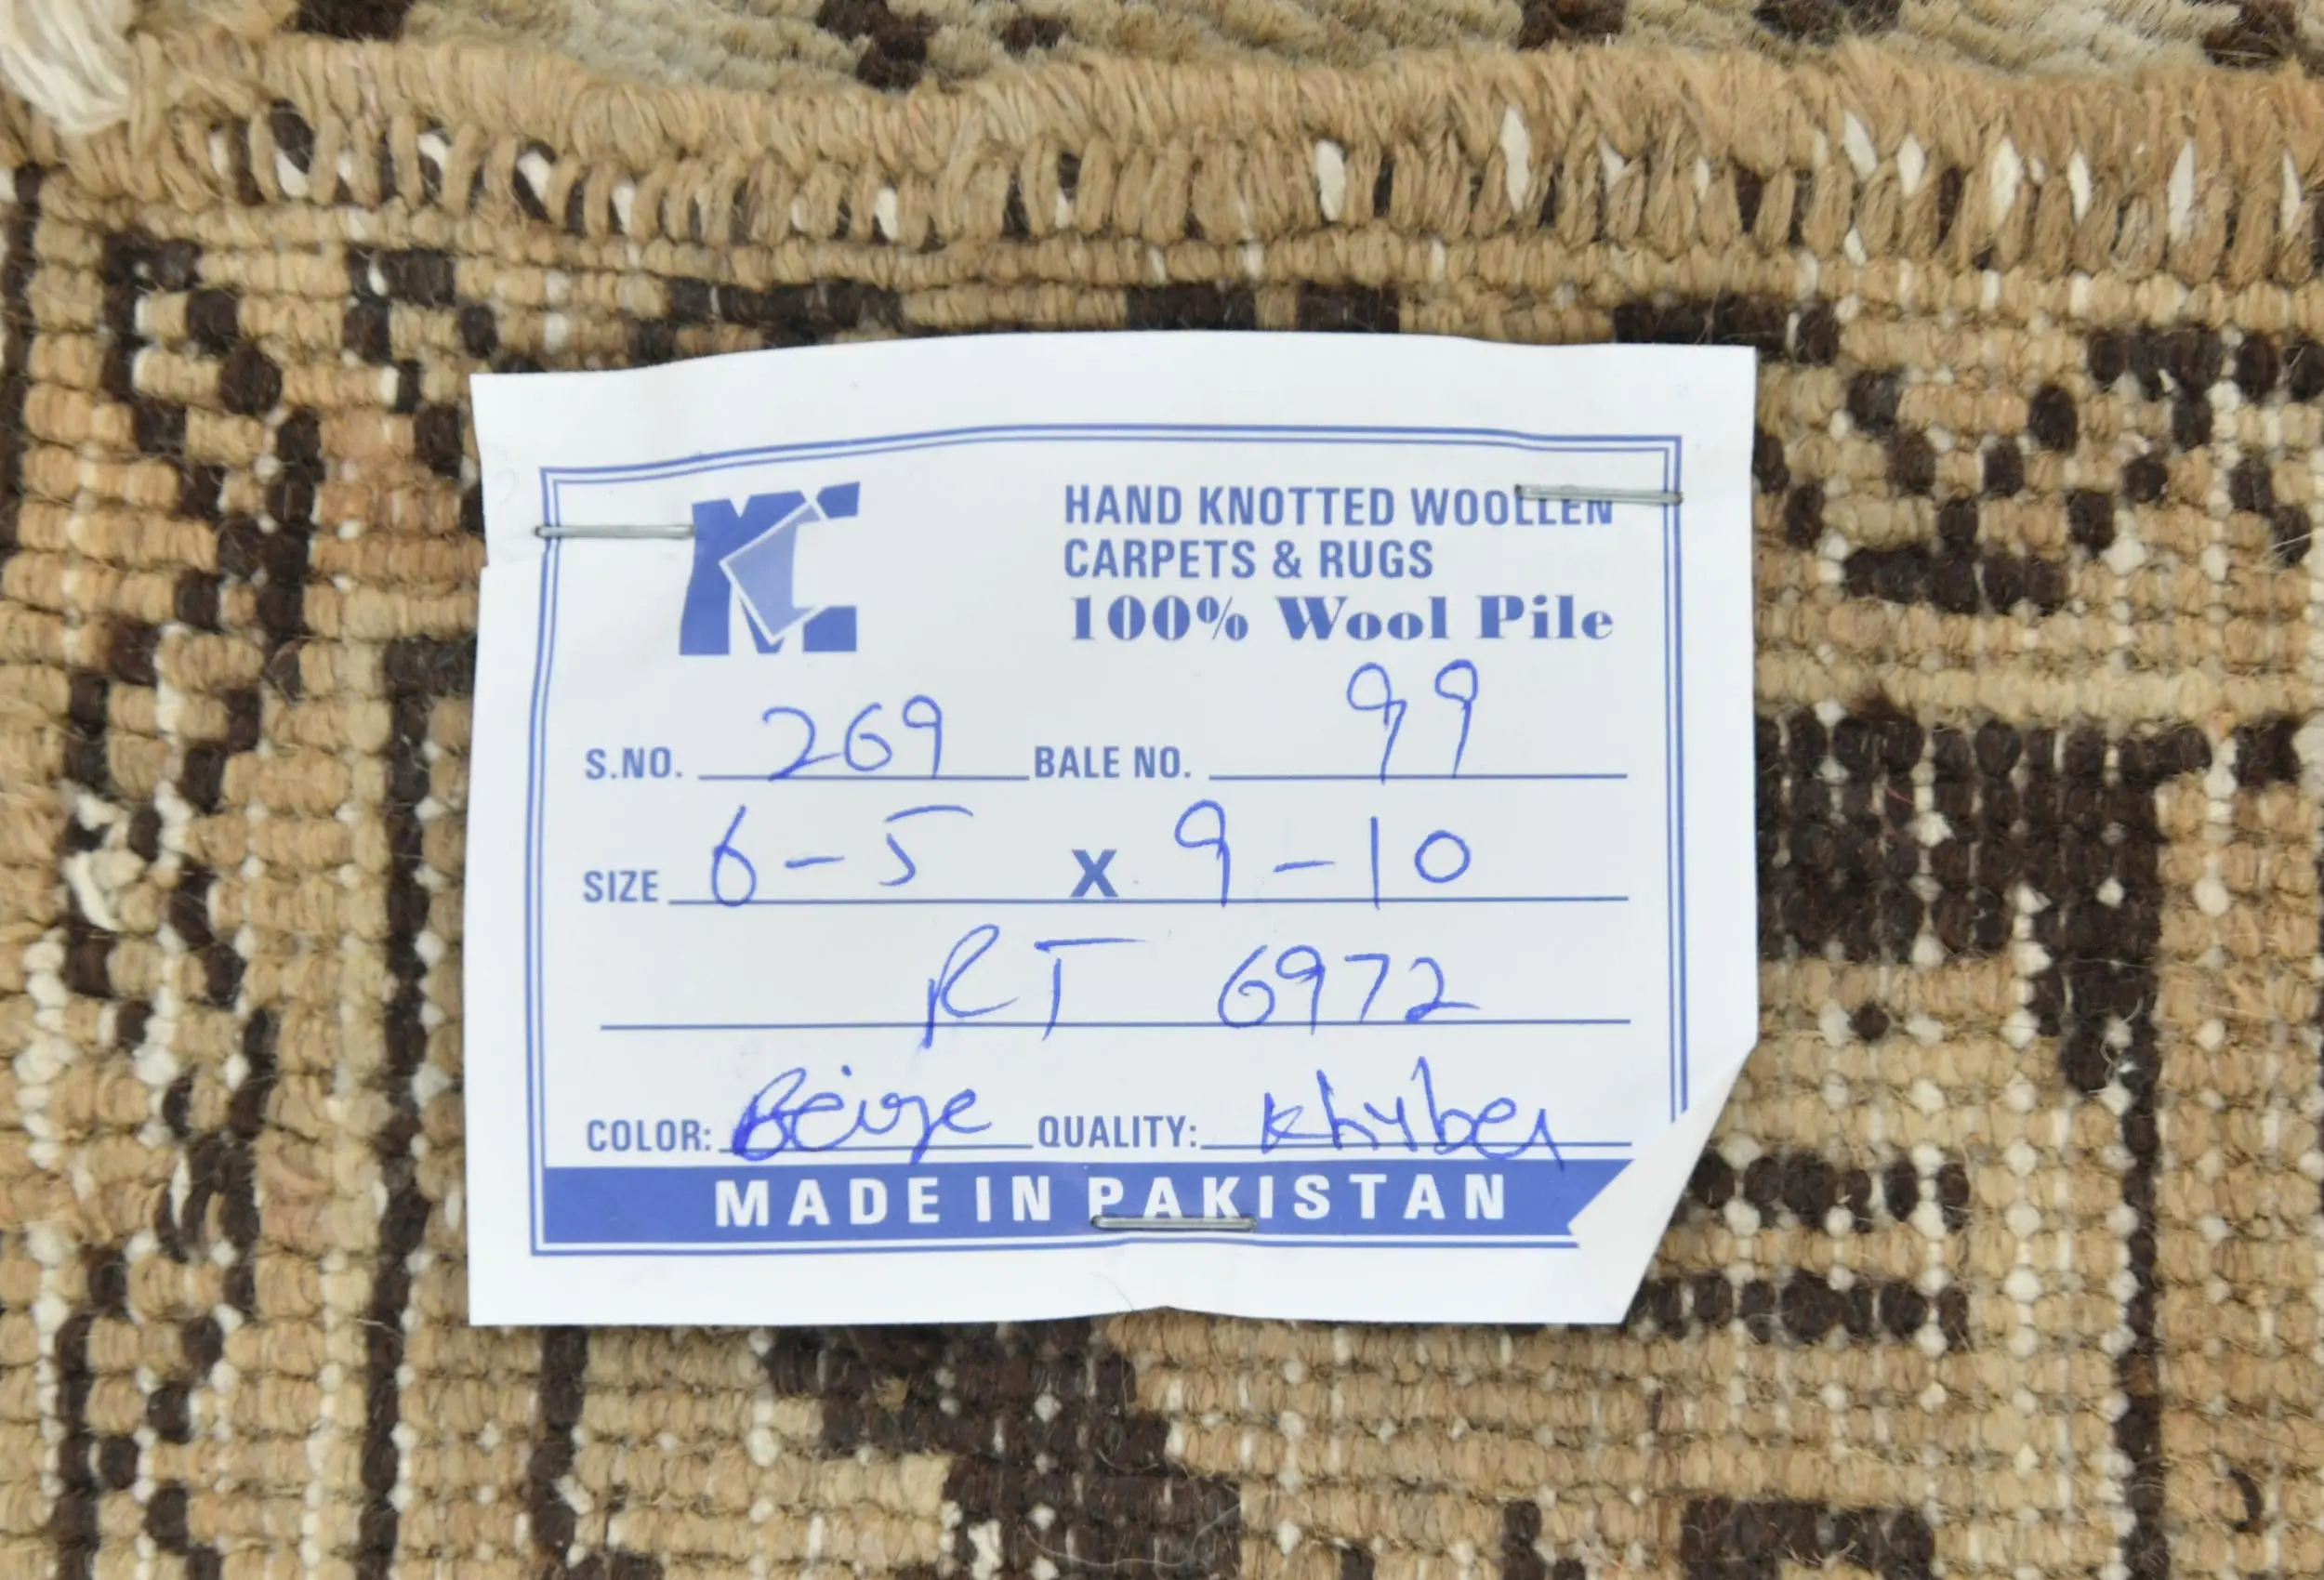 KC
HAND KNOTTED WOOLLEN
CARPETS & RUGS
100% Wool Pile
S.NO. 269 BALE NO. 99
SIZE 6-5 X 9-10
RT 6972
COLOR: Beige QUALITY: Khyber
MADE IN PAKISTAN